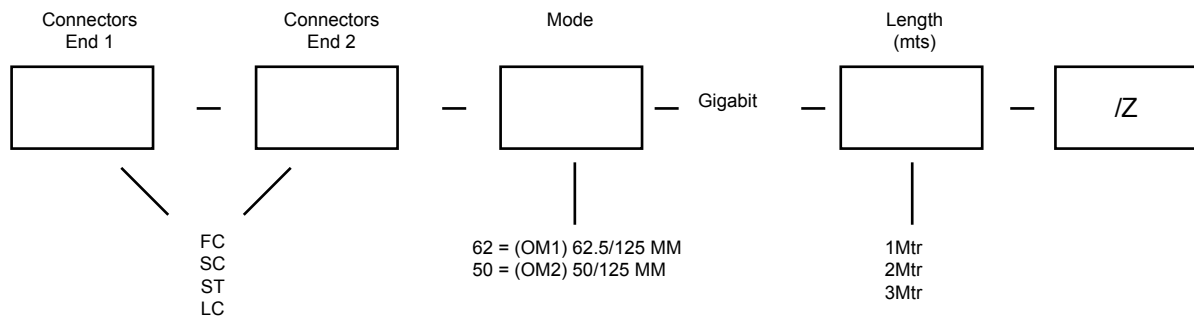 Connectors
End 1
Connectors
End 2
Mode
Length
(mts)
Gigabit
/Z
FC
SC
ST
LC
62 = (OM1) 62.5/125 MM
50 = (OM2) 50/125 MM
1Mtr
2Mtr
3Mtr